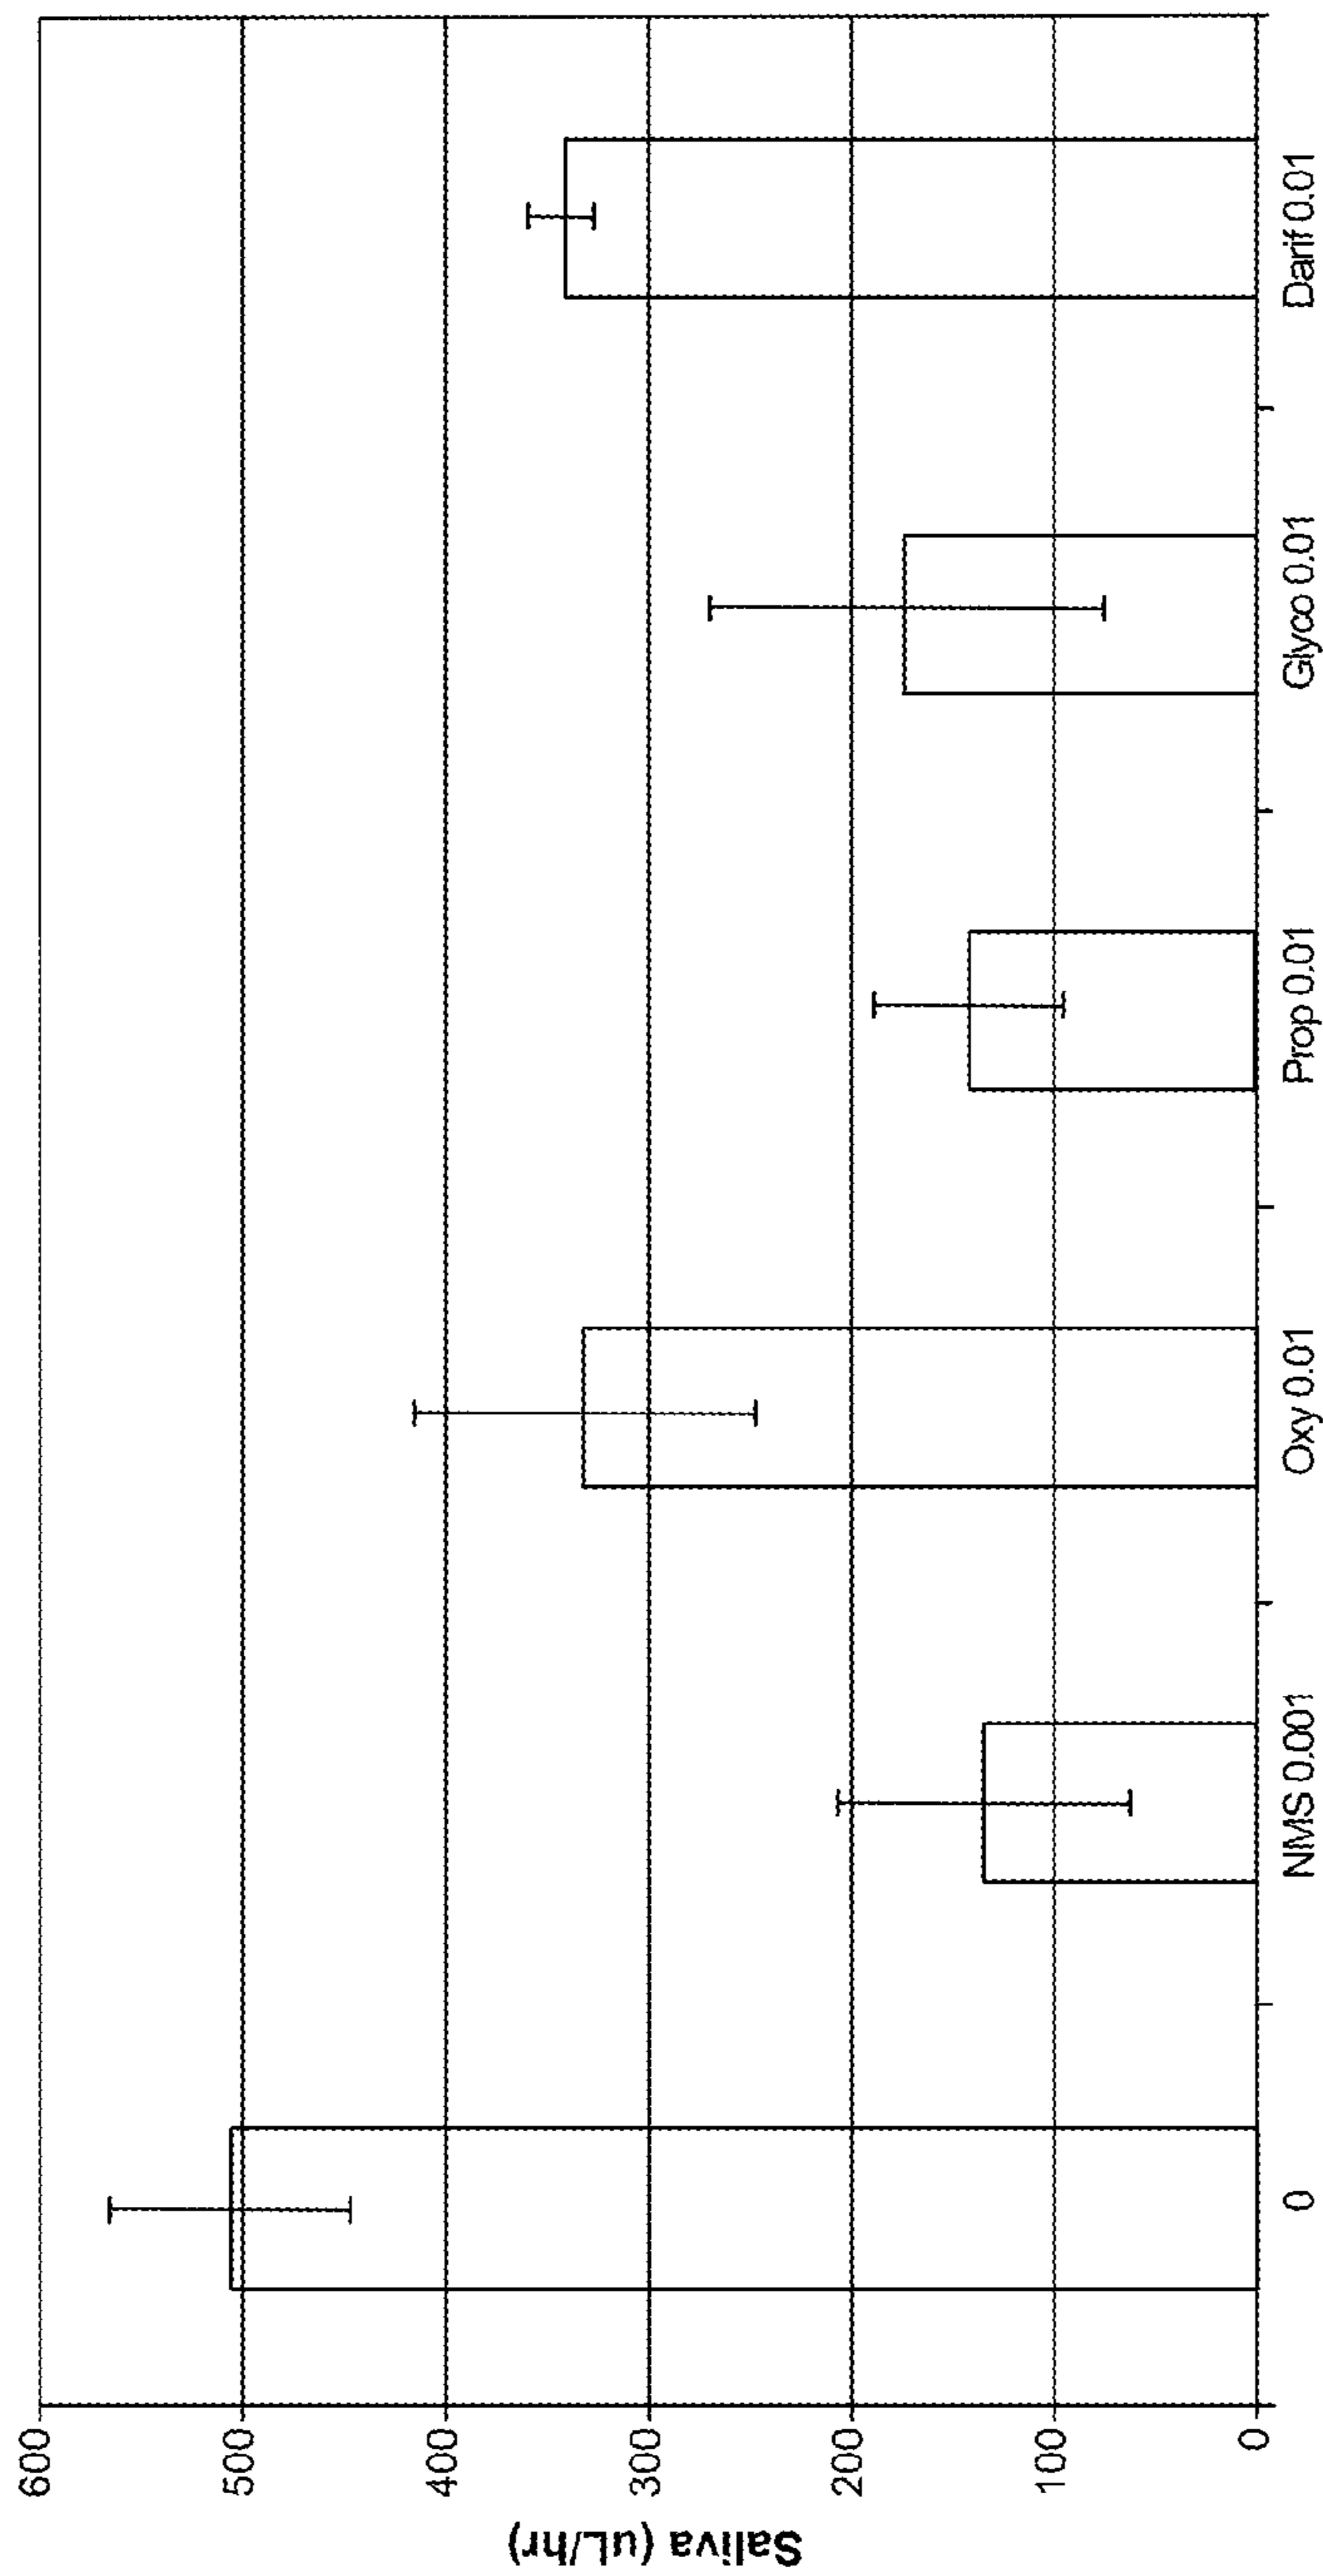 Saliva (uL/hr)
600
500
400
300
200
100
0
0
NMS 0.001
Oxy 0.01
Prop 0.01
Glyco 0.01
Darif 0.01